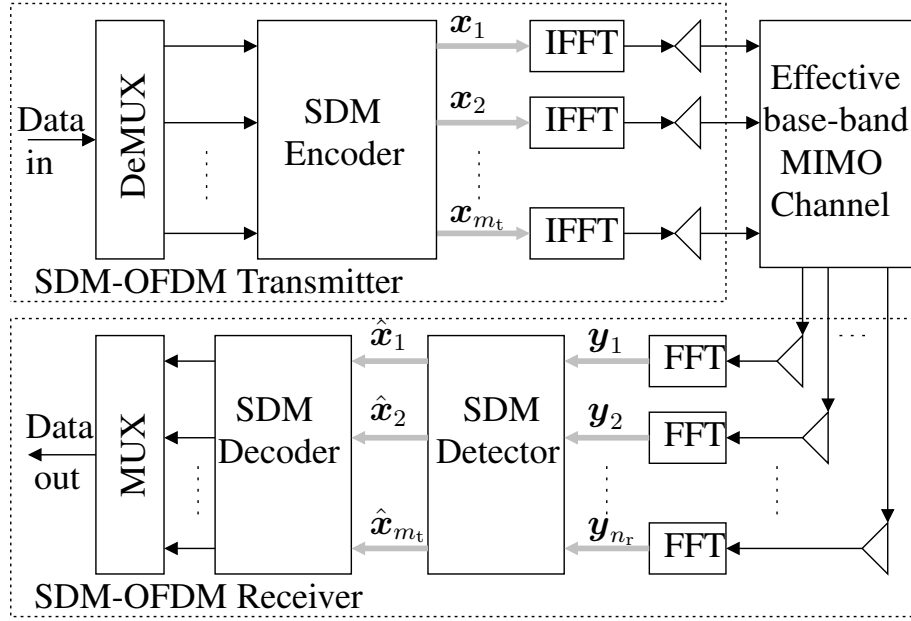 Data
in
DeMUX
SDM
Encoder
x₁
x₂
xₘₜ
IFFT
IFFT
IFFT
Effective
base-band
MIMO
Channel
SDM-OFDM Transmitter
Data
out
MUX
SDM
Decoder
x̂₁
x̂₂
x̂ₘₜ
SDM
Detector
y₁
y₂
yₙᵣ
FFT
FFT
FFT
SDM-OFDM Receiver